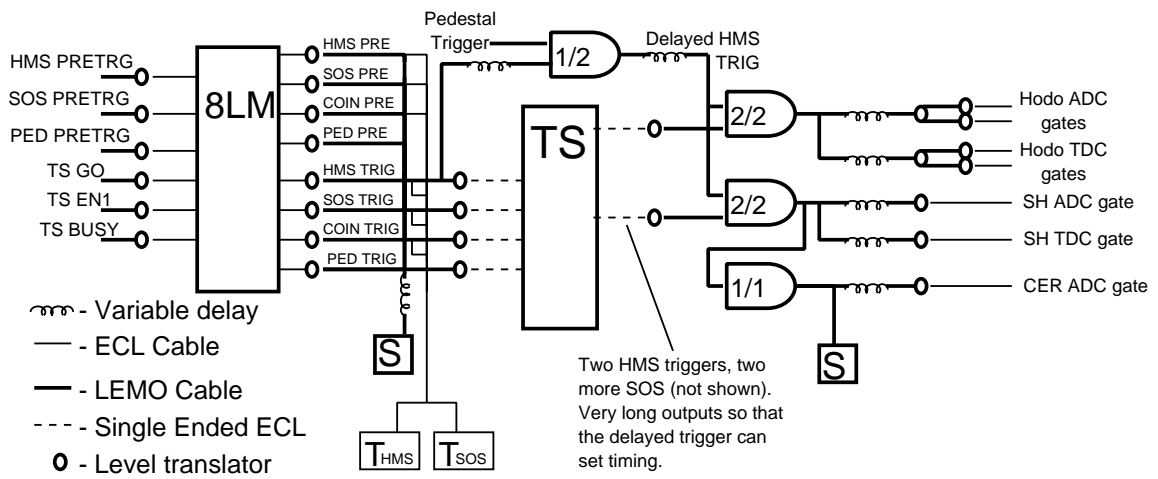 HMS PRETRG
SOS PRETRG
PED PRETRG
TS GO
TS EN1
TS BUSY
8LM
HMS PRE
SOS PRE
COIN PRE
PED PRE
HMS TRIG
SOS TRIG
COIN TRIG
PED TRIG
Pedestal
Trigger
1/2
Delayed HMS
TRIG
TS
2/2
2/2
1/1
Hodo ADC
gates
Hodo TDC
gates
SH ADC gate
SH TDC gate
CER ADC gate
S
S
THMS
TSOS
- Variable delay
- ECL Cable
- LEMO Cable
- Single Ended ECL
- Level translator
Two HMS triggers, two
more SOS (not shown).
Very long outputs so that
the delayed trigger can
set timing.